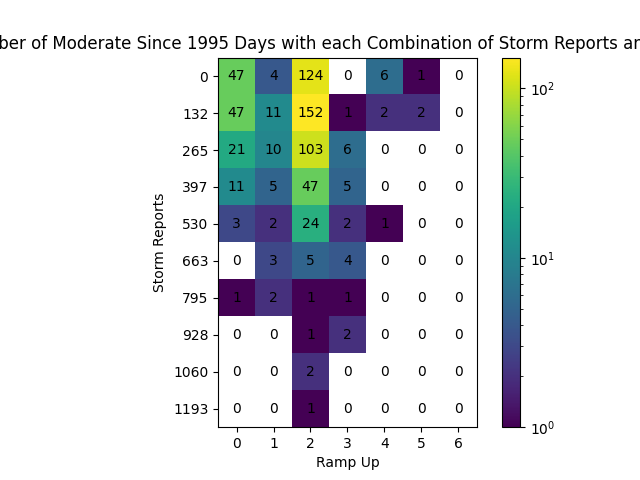 ber of Moderate Since 1995 Days with each Combination of Storm Reports ar
0 47 4 124 0 6 1 0
132 47 11 152 1 2 2 0
265 21 10 103 6 0 0 0
397 11 5 47 5 0 0 0
530 3 2 24 2 1 0 0
663 0 3 5 4 0 0 0
795 1 2 1 1 0 0 0
928 0 0 1 2 0 0 0
1060 0 0 2 0 0 0 0
1193 0 0 1 0 0 0 0
0 1 2 3 4 5 6
Ramp Up
Storm Reports
10²
10¹
10⁰